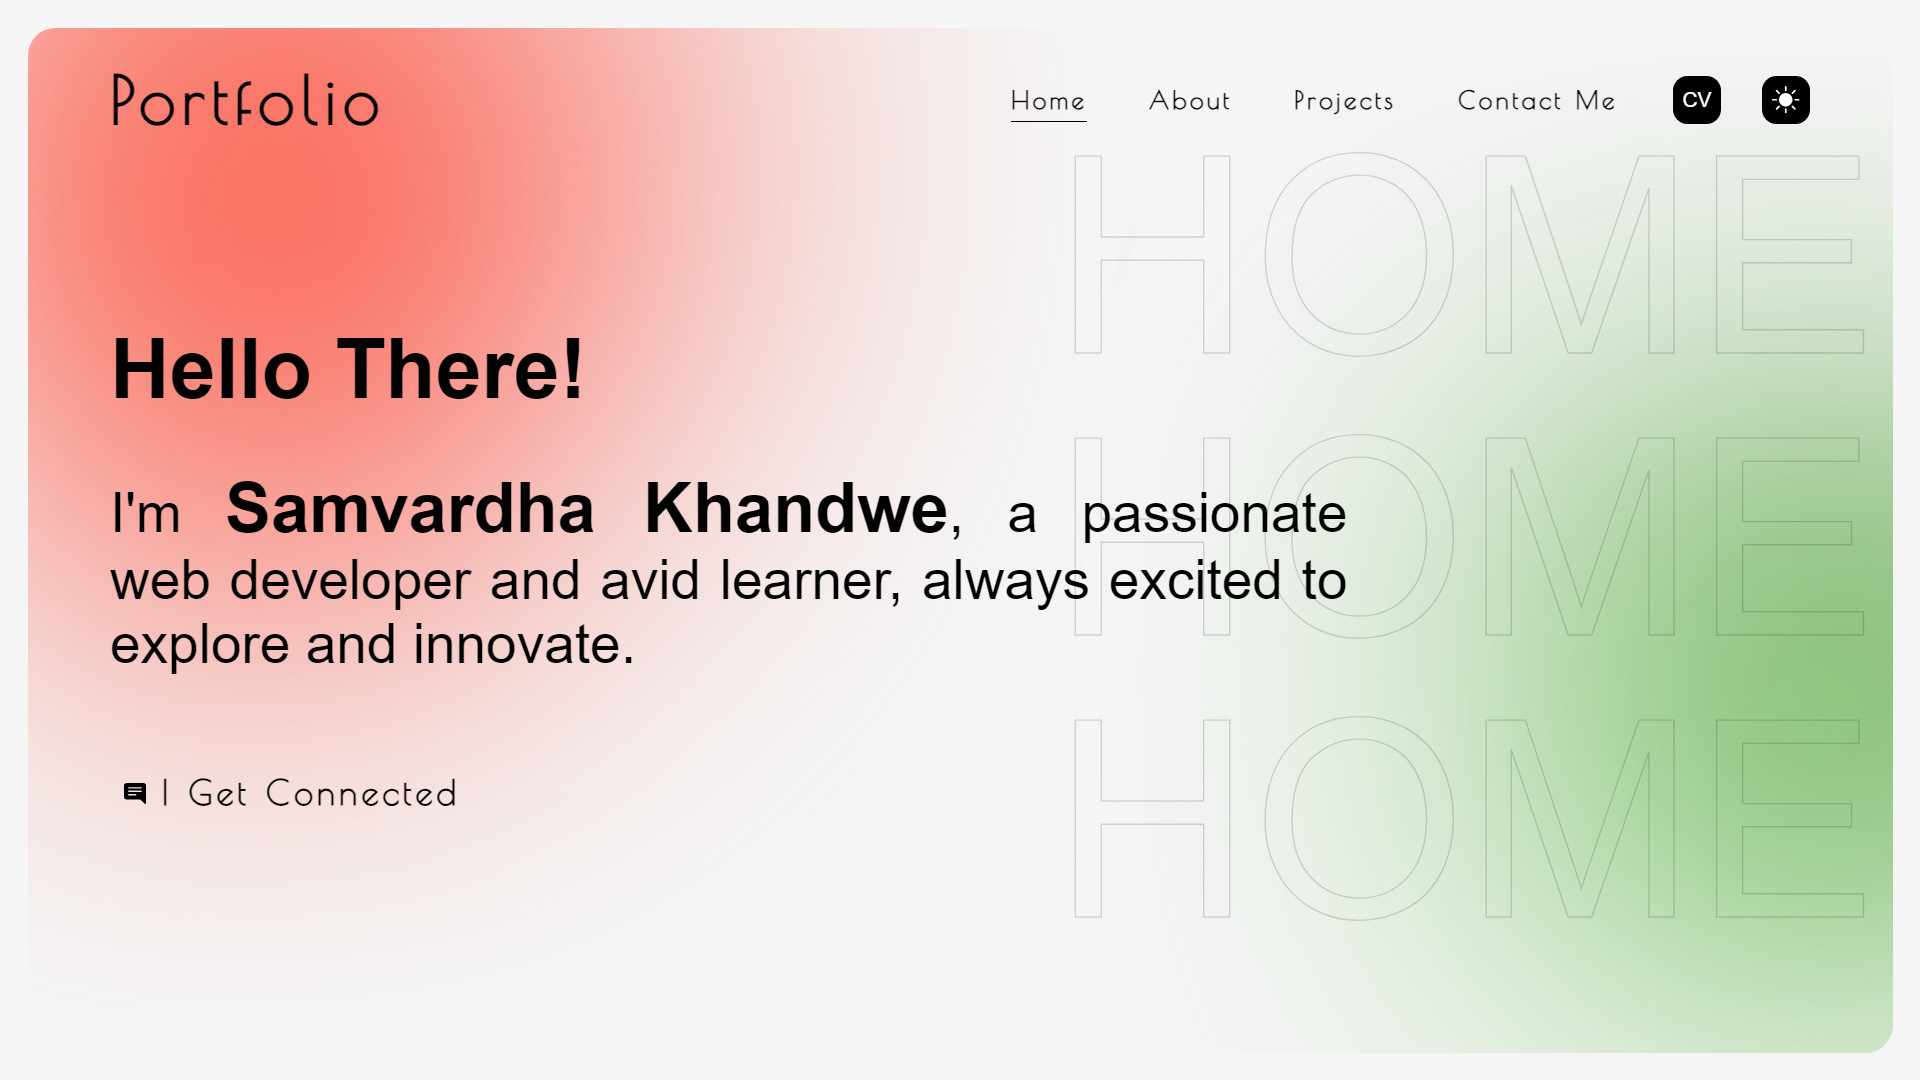 Portfolio
Home
About
Projects
Contact Me
CV
HOME
Hello There!
HOME
I'm Samvardha Khandwe, a passionate
web developer and avid learner, always excited to
explore and innovate.
HOME
| Get Connected